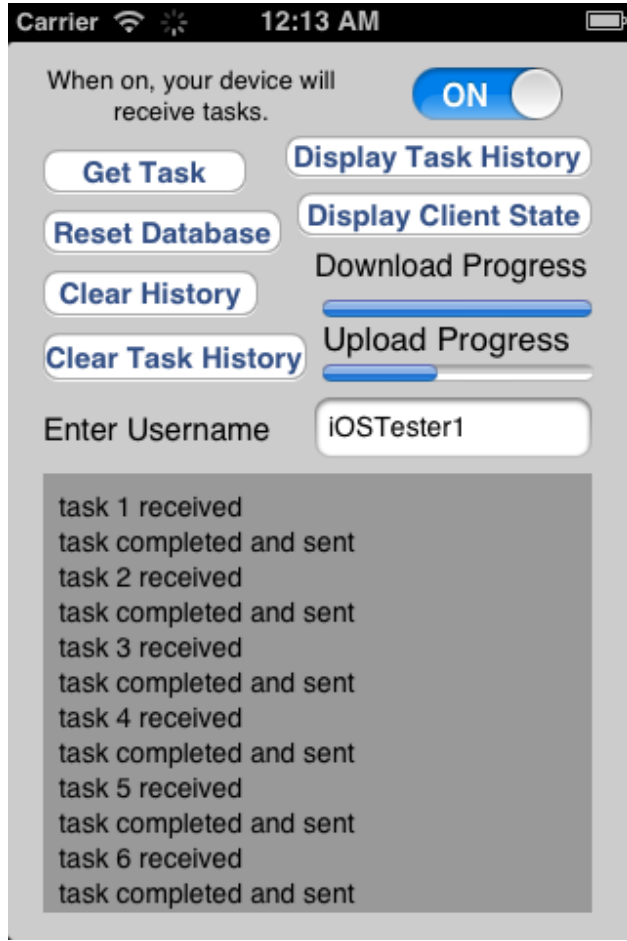 Carrier 12:13 AM
When on, your device will
receive tasks.
ON
Get Task
Display Task History
Reset Database
Display Client State
Clear History
Download Progress
Clear Task History
Upload Progress
Enter Username
iOSTester1
task 1 received
task completed and sent
task 2 received
task completed and sent
task 3 received
task completed and sent
task 4 received
task completed and sent
task 5 received
task completed and sent
task 6 received
task completed and sent